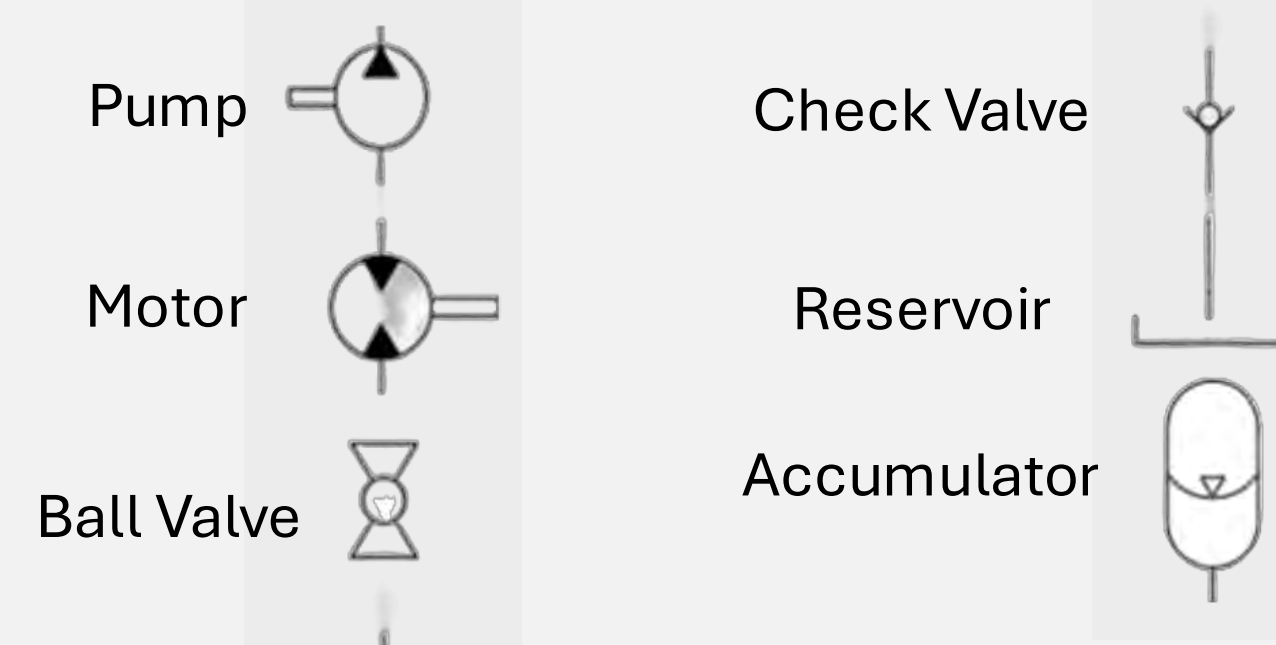 Pump
Motor
Ball Valve
Check Valve
Reservoir
Accumulator